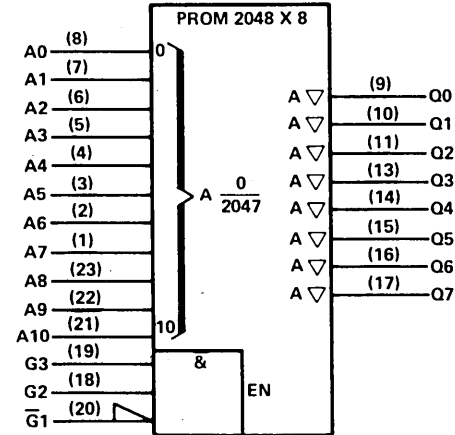 PROM 2048 X 8
A0 (8) 0
A1 (7)
A2 (6)
A3 (5)
A4 (4)
A5 (3)
A6 (2)
A7 (1)
A8 (23)
A9 (22)
A10 (21) 10
G3 (19)
G2 (18)
G1 (20)
A 0
2047
&
EN
A ▽ (9) Q0
A ▽ (10) Q1
A ▽ (11) Q2
A ▽ (13) Q3
A ▽ (14) Q4
A ▽ (15) Q5
A ▽ (16) Q6
A ▽ (17) Q7